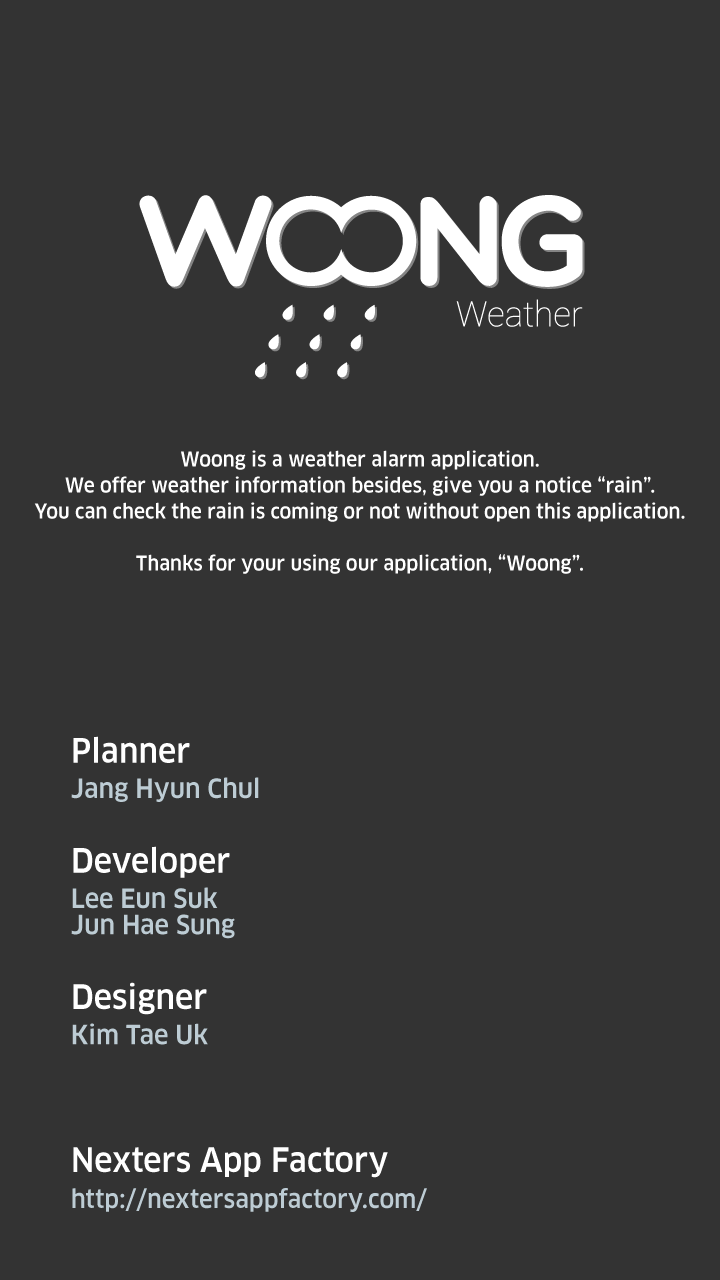 WOONG
Weather
Woong is a weather alarm application.
We offer weather information besides, give you a notice “rain”.
You can check the rain is coming or not without open this application.
Thanks for your using our application, “Woong”.
Planner
Jang Hyun Chul
Developer
Lee Eun Suk
Jun Hae Sung
Designer
Kim Tae Uk
Nexters App Factory
http://nextersappfactory.com/